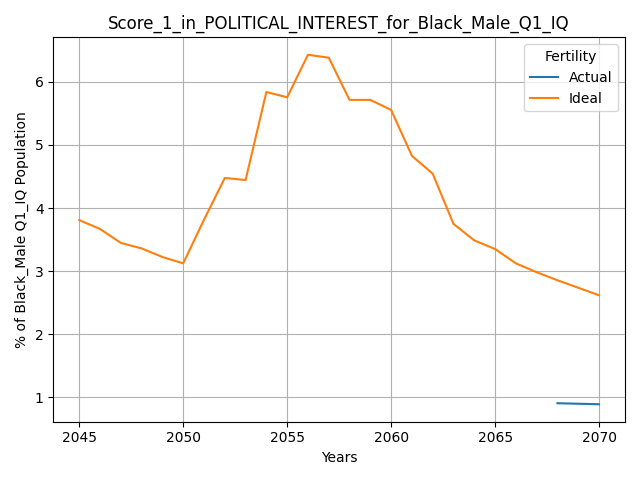 Score_1_in_POLITICAL_INTEREST_for_Black_Male_Q1_IQ
Fertility
Actual
Ideal
% of Black_Male Q1_IQ Population
6
5
4
3
2
1
2045 2050 2055 2060 2065 2070
Years